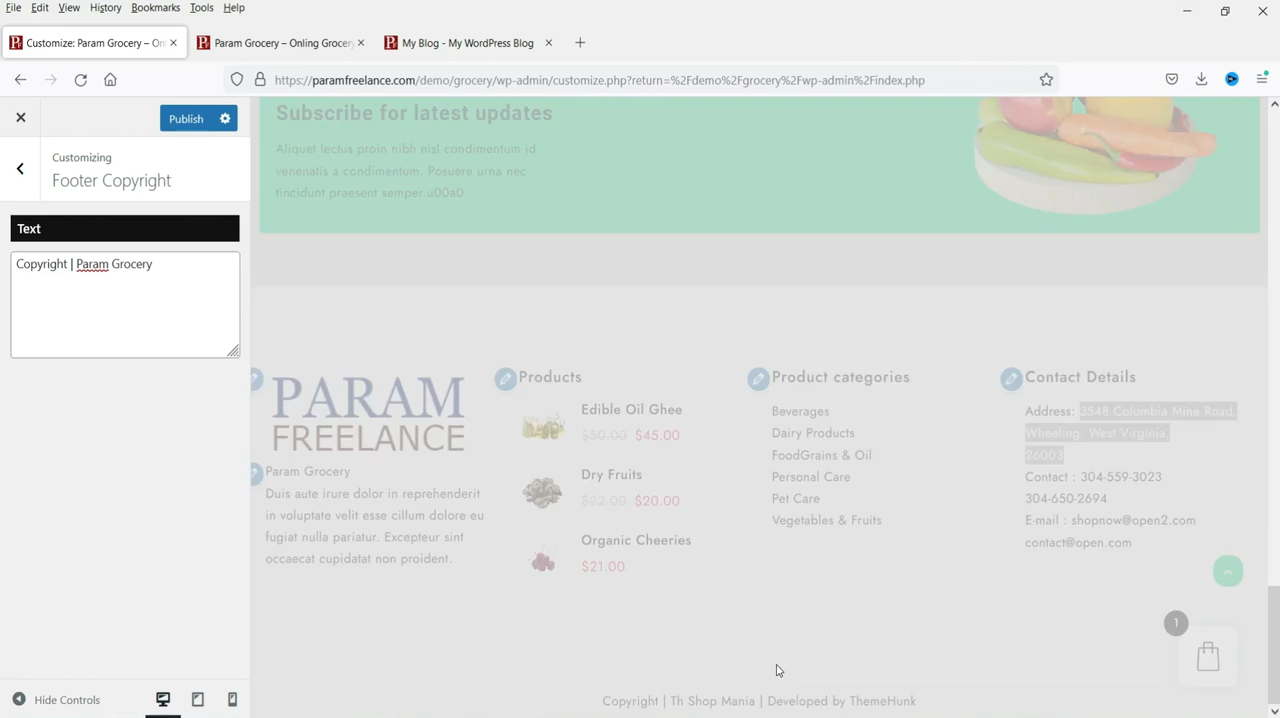 File Edit View History Bookmarks Tools Help
Customize: Param Grocery – On
Param Grocery – Onling Grocery
My Blog - My WordPress Blog
https://paramfreelance.com/demo/grocery/wp-admin/customize.php?return=%2Fdemo%2Fgrocery%2Fwp-admin%2Findex.php
Publish
Customizing
Footer Copyright
Text
Copyright | Param Grocery
Hide Controls
Subscribe for latest updates
Aliquet lectus proin nibh nisl condimentum id
venenatis a condimentum. Posuere urna nec
tincidunt praesent semper.u00a0
PARAM
FREELANCE
Param Grocery
Duis aute irure dolor in reprehenderit
in voluptate velit esse cillum dolore eu
fugiat nulla pariatur. Excepteur sint
occaecat cupidatat non proident.
Products
Edible Oil Ghee
$50.00 $45.00
Dry Fruits
$22.00 $20.00
Organic Cheeries
$21.00
Product categories
Beverages
Dairy Products
FoodGrains & Oil
Personal Care
Pet Care
Vegetables & Fruits
Contact Details
Address: 3548 Columbia Mine Road,
Wheeling, West Virginia,
26003
Contact : 304-559-3023
304-650-2694
E-mail : shopnow@open2.com
contact@open.com
1
Copyright | Th Shop Mania | Developed by ThemeHunk